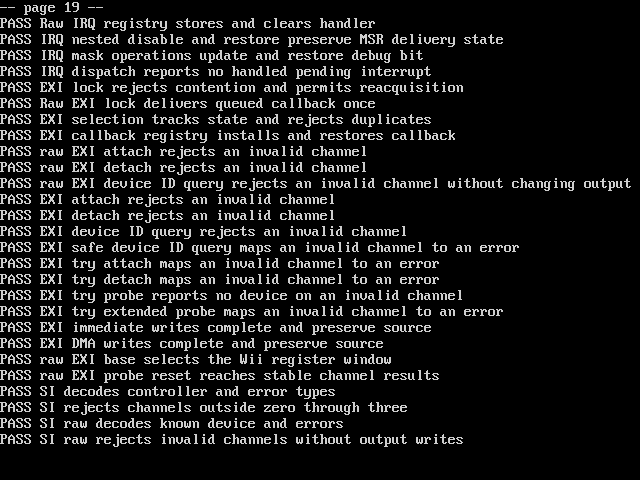 -- page 19 --
PASS Raw IRQ registry stores and clears handler
PASS IRQ nested disable and restore preserve MSR delivery state
PASS IRQ mask operations update and restore debug bit
PASS IRQ dispatch reports no handled pending interrupt
PASS EXI lock rejects contention and permits reacquisition
PASS Raw EXI lock delivers queued callback once
PASS EXI selection tracks state and rejects duplicates
PASS EXI callback registry installs and restores callback
PASS raw EXI attach rejects an invalid channel
PASS raw EXI detach rejects an invalid channel
PASS raw EXI device ID query rejects an invalid channel without changing output
PASS EXI attach rejects an invalid channel
PASS EXI detach rejects an invalid channel
PASS EXI device ID query rejects an invalid channel
PASS EXI safe device ID query maps an invalid channel to an error
PASS EXI try attach maps an invalid channel to an error
PASS EXI try detach maps an invalid channel to an error
PASS EXI try probe reports no device on an invalid channel
PASS EXI try extended probe maps an invalid channel to an error
PASS EXI immediate writes complete and preserve source
PASS EXI DMA writes complete and preserve source
PASS raw EXI base selects the Wii register window
PASS raw EXI probe reset reaches stable channel results
PASS SI decodes controller and error types
PASS SI rejects channels outside zero through three
PASS SI raw decodes known device and errors
PASS SI raw rejects invalid channels without output writes